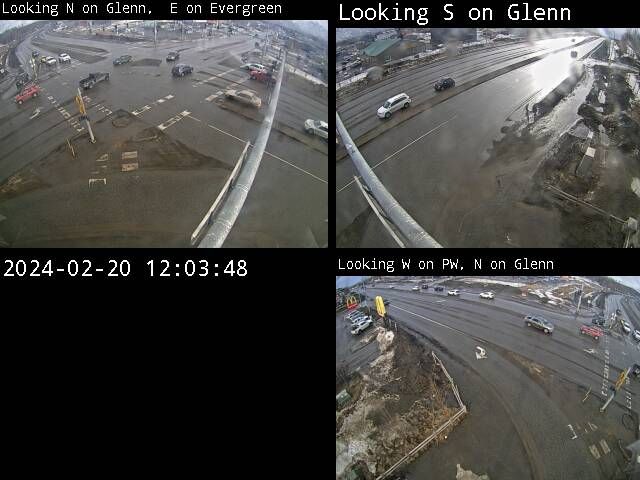 Looking N on Glenn,  E on Evergreen
Looking S on Glenn
2024-02-20 12:03:48
Looking W on PW, N on Glenn